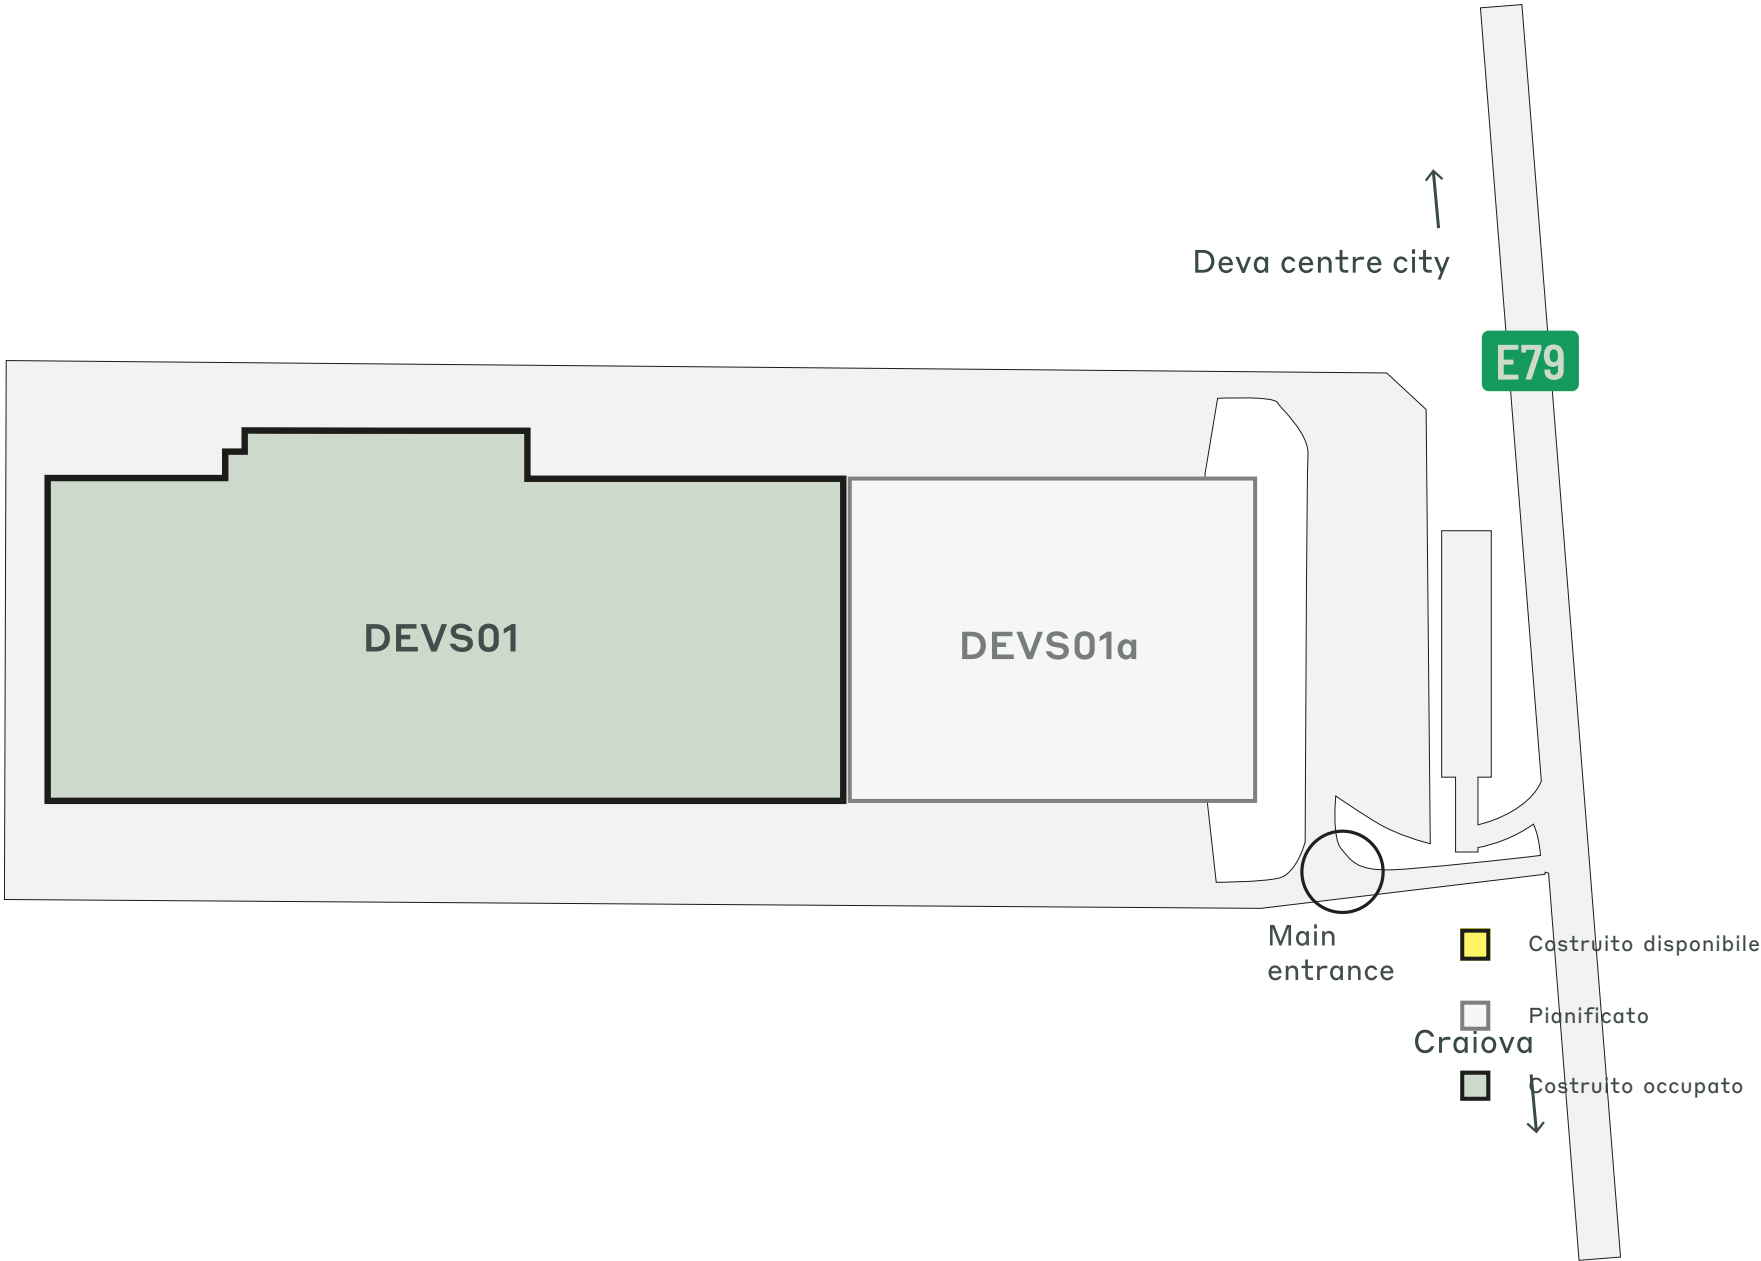 Deva centre city
E79
DEVS01
DEVS01a
Main
entrance
Costruito disponibile
Pianificato
Craiova
Costruito occupato